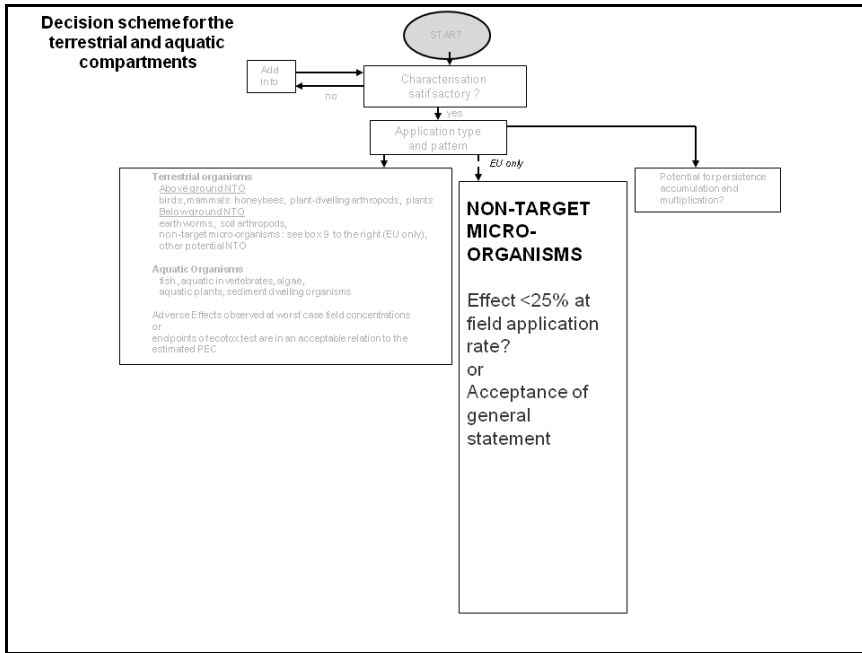 Decision scheme for the
terrestrial and aquatic
compartments
START
Add
info
no
Characterisation
satifsactory ?
yes
Application type
and pattern
EU only
Terrestrial organisms
Above ground NTO
birds, mammals honeybees, plant-dwelling arthropods, plants
Below ground NTO
earthworms, soil arthropods,
non-target micro-organisms : see box 9 to the right (EU only),
other potential NTO
Aquatic Organisms
fish, aquatic invertebrates, algae,
aquatic plants, sediment dwelling organisms
Adverse Effects observed at worst case field concentrations
or
endpoints of ecotox.test are in an acceptable relation to the
estimated PEC
NON-TARGET
MICRO-
ORGANISMS
Effect <25% at
field application
rate?
or
Acceptance of
general
statement
Potential for persistence
accumulation and
multiplication?